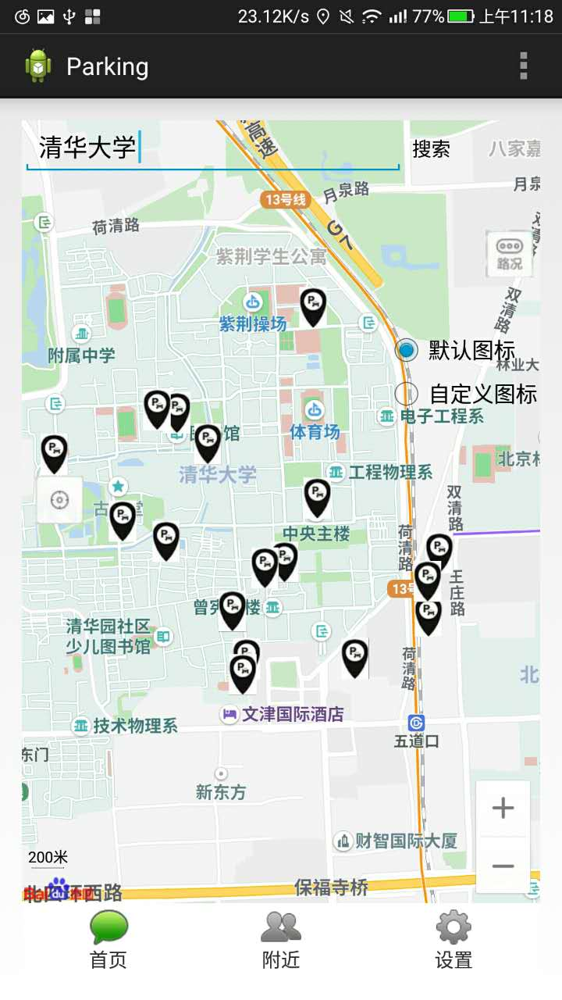 23.12K/s 77% 上午11:18
Parking
清华大学
搜索
八家嘉
高速
13号线
月泉路
月泉
荷清路
G7
紫荆学生公寓
路况
双清路
紫荆操场
附属中学
默认图标
林业大
自定义图标
体育场
电子工程系
馆
北京林
清华大学
工程物理系
古 堂
双清路
中央主楼
荷清路
13号
王庄路
曾宪 楼
清华园社区
少儿图书馆
荷清路
北
文津国际酒店
技术物理系
五道口
东门
新东方
财智国际大厦
200米
保福寺桥
北四环西路
首页
附近
设置